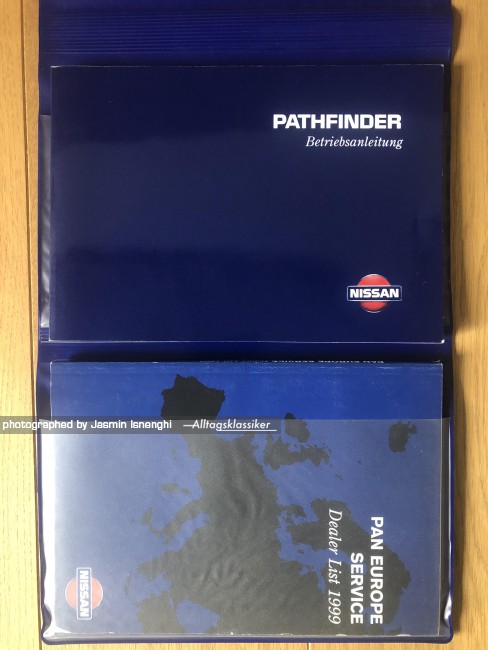 PATHFINDER
Betriebsanleitung
NISSAN
photographed by Jasmin Isnenghi —Alltagsklassiker
PAN EUROPE
SERVICE
Dealer List 1999
NISSAN